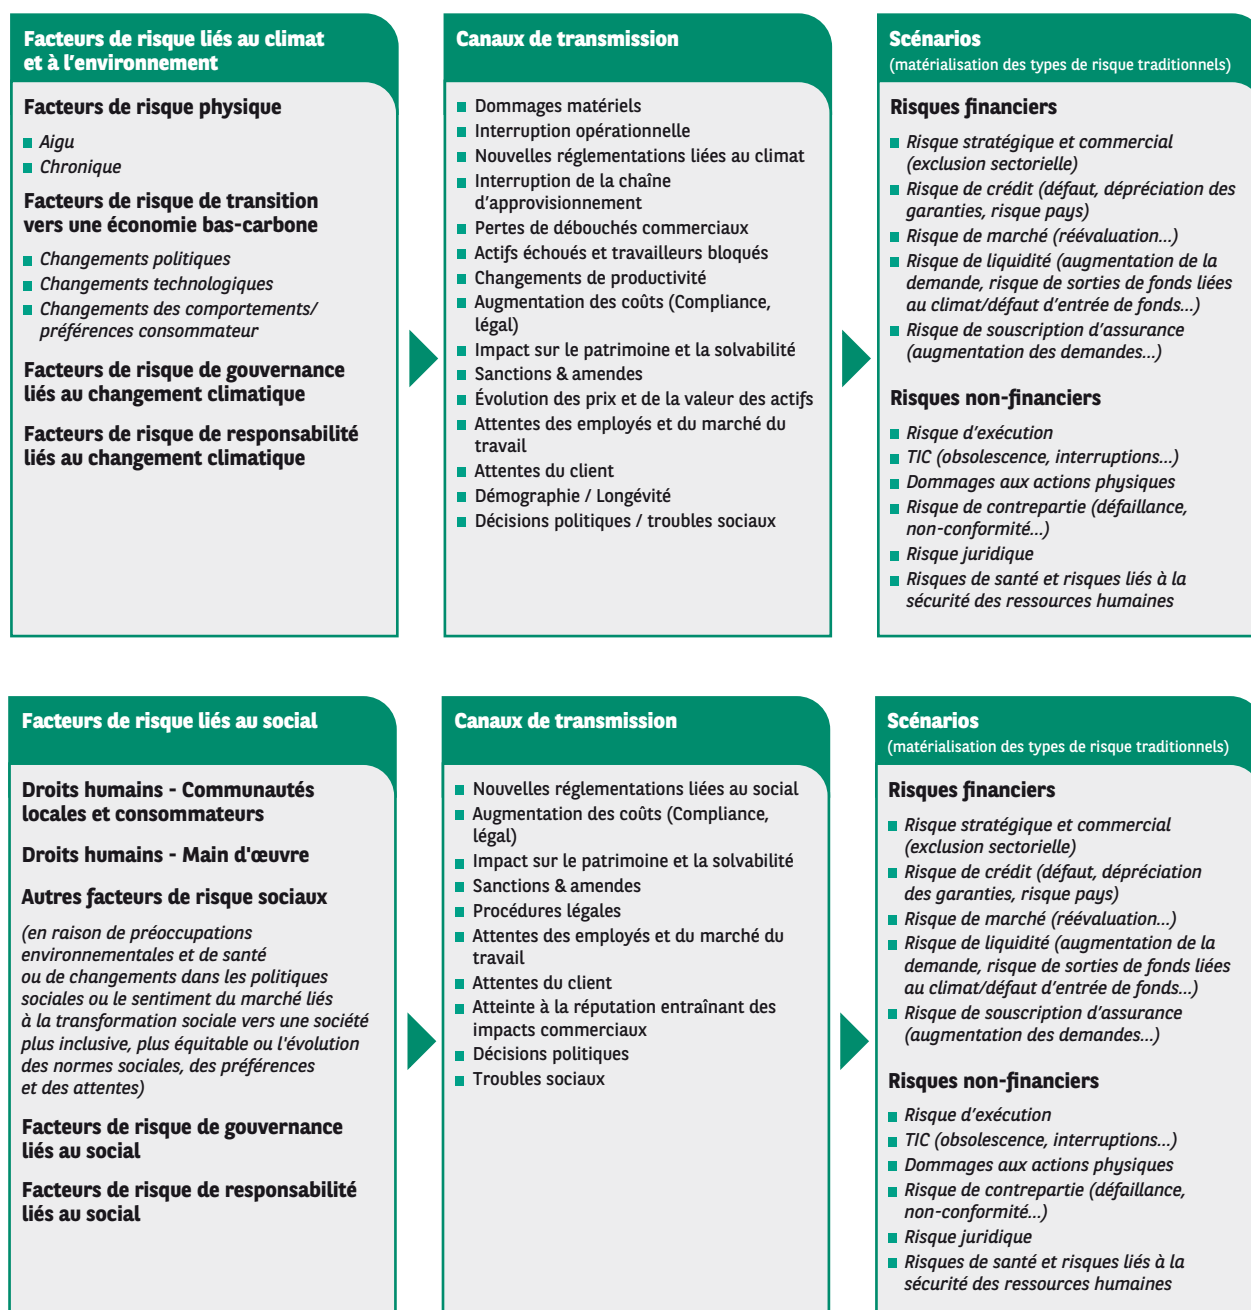 Facteurs de risque liés au climat
et à l'environnement
Facteurs de risque physique
Aigu
Chronique
Facteurs de risque de transition
vers une économie bas-carbone
Changements politiques
Changements technologiques
Changements des comportements/
préférences consommateur
Facteurs de risque de gouvernance
liés au changement climatique
Facteurs de risque de responsabilité
liés au changement climatique
Canaux de transmission
Dommages matériels
Interruption opérationnelle
Nouvelles réglementations liées au climat
Interruption de la chaîne
d'approvisionnement
Pertes de débouchés commerciaux
Actifs échoués et travailleurs bloqués
Changements de productivité
Augmentation des coûts (Compliance,
légal)
Impact sur le patrimoine et la solvabilité
Sanctions & amendes
Évolution des prix et de la valeur des actifs
Attentes des employés et du marché du
travail
Attentes du client
Démographie / Longévité
Décisions politiques / troubles sociaux
Scénarios
(matérialisation des types de risque traditionnels)
Risques financiers
Risque stratégique et commercial
(exclusion sectorielle)
Risque de crédit (défaut, dépréciation des
garanties, risque pays)
Risque de marché (réévaluation...)
Risque de liquidité (augmentation de la
demande, risque de sorties de fonds liées
au climat/défaut d'entrée de fonds...)
Risque de souscription d'assurance
(augmentation des demandes...)
Risques non-financiers
Risque d'exécution
TIC (obsolescence, interruptions...)
Dommages aux actions physiques
Risque de contrepartie (défaillance,
non-conformité...)
Risque juridique
Risques de santé et risques liés à la
sécurité des ressources humaines
Facteurs de risque liés au social
Droits humains - Communautés
locales et consommateurs
Droits humains - Main d'œuvre
Autres facteurs de risque sociaux
(en raison de préoccupations
environnementales et de santé
ou de changements dans les politiques
sociales ou le sentiment du marché liés
à la transformation sociale vers une société
plus inclusive, plus équitable ou l'évolution
des normes sociales, des préférences
et des attentes)
Facteurs de risque de gouvernance
liés au social
Facteurs de risque de responsabilité
liés au social
Canaux de transmission
Nouvelles réglementations liées au social
Augmentation des coûts (Compliance,
légal)
Impact sur le patrimoine et la solvabilité
Sanctions & amendes
Procédures légales
Attentes des employés et du marché du
travail
Attentes du client
Atteinte à la réputation entraînant des
impacts commerciaux
Décisions politiques
Troubles sociaux
Scénarios
(matérialisation des types de risque traditionnels)
Risques financiers
Risque stratégique et commercial
(exclusion sectorielle)
Risque de crédit (défaut, dépréciation
des garanties, risque pays)
Risque de marché (réévaluation...)
Risque de liquidité (augmentation de la
demande, risque de sorties de fonds liées
au climat/défaut d'entrée de fonds...)
Risque de souscription d'assurance
(augmentation des demandes...)
Risques non-financiers
Risque d'exécution
TIC (obsolescence, interruptions...)
Dommages aux actions physiques
Risque de contrepartie (défaillance,
non-conformité...)
Risque juridique
Risques de santé et risques liés à la
sécurité des ressources humaines